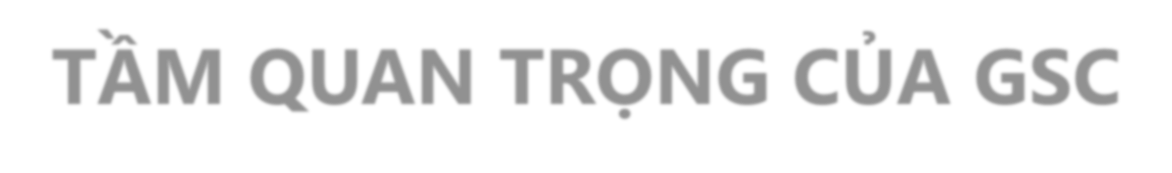 TẦM QUAN TRỌNG CỦA GSC